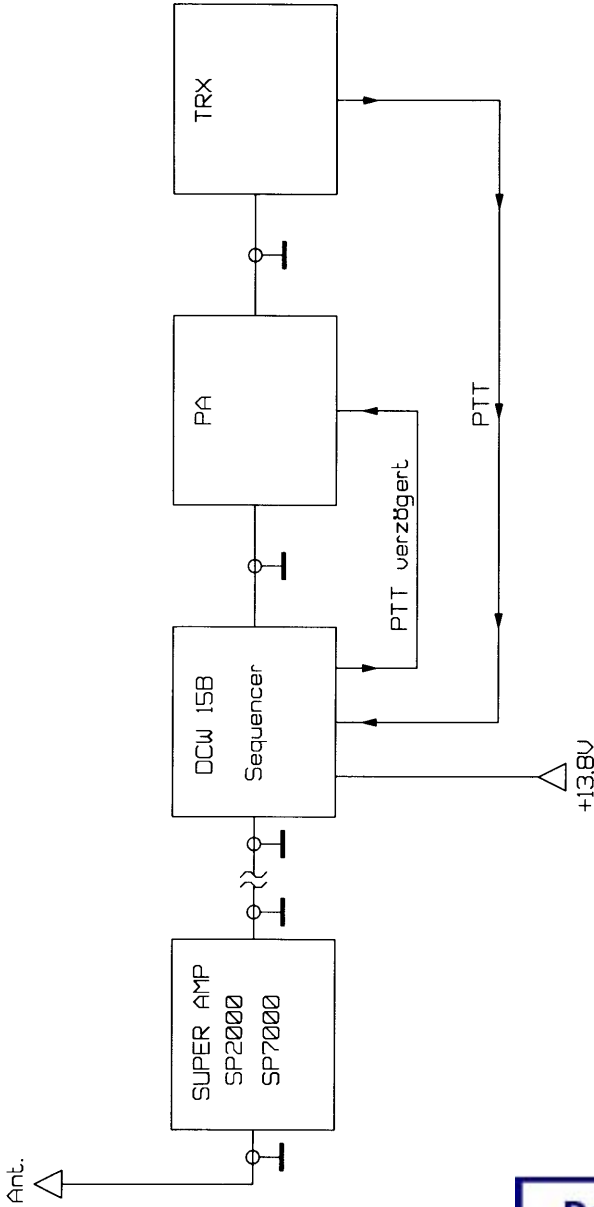 Ant.
SUPER AMP
SP2000
SP7000
DCW 15B
Sequencer
+13.8V
PTT verzögert
PA
PTT
TRX